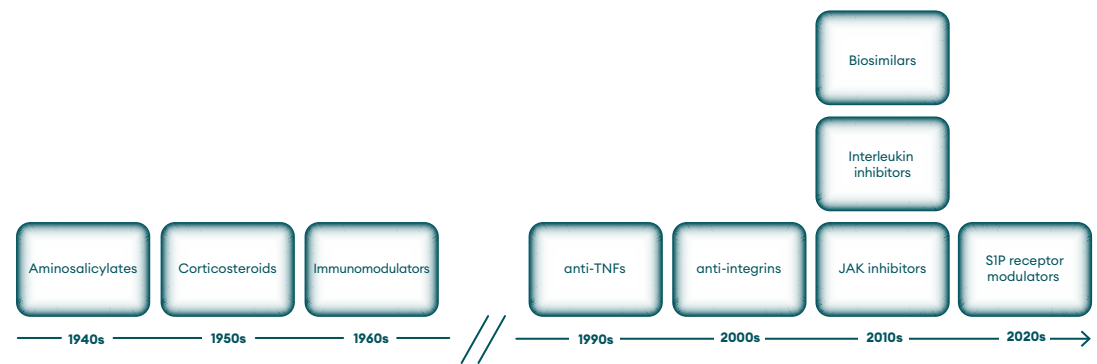 Biosimilars
Interleukin
inhibitors
Aminosalicylates
Corticosteroids
Immunomodulators
anti-TNFs
anti-integrins
JAK inhibitors
S1P receptor
modulators
1940s
1950s
1960s
1990s
2000s
2010s
2020s